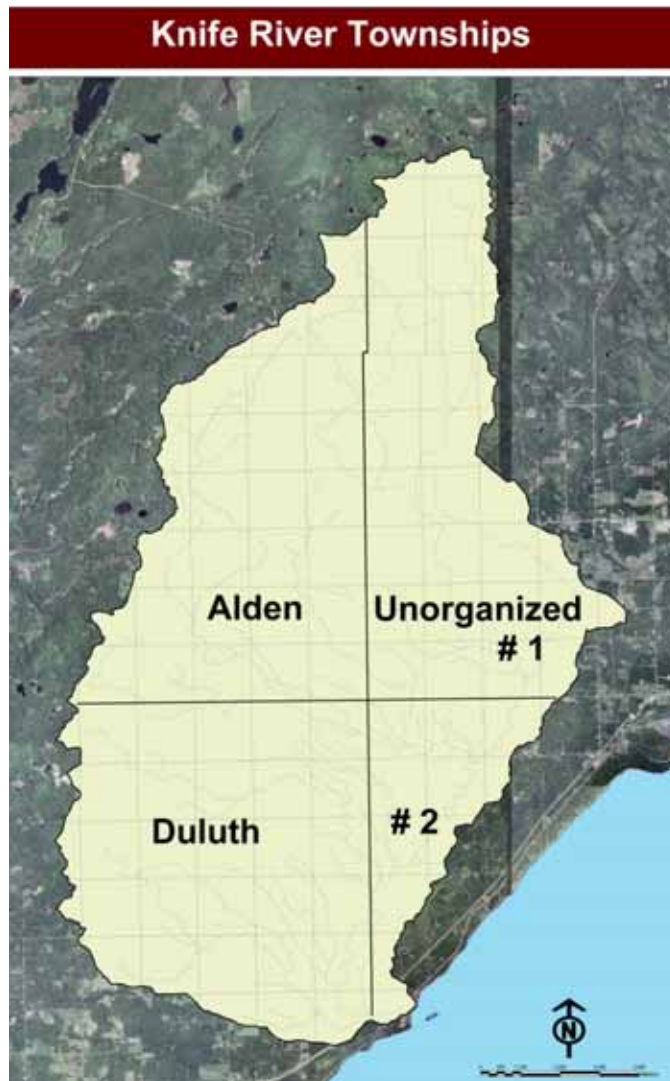 Knife River Townships
Alden
Unorganized
# 1
Duluth
# 2
N